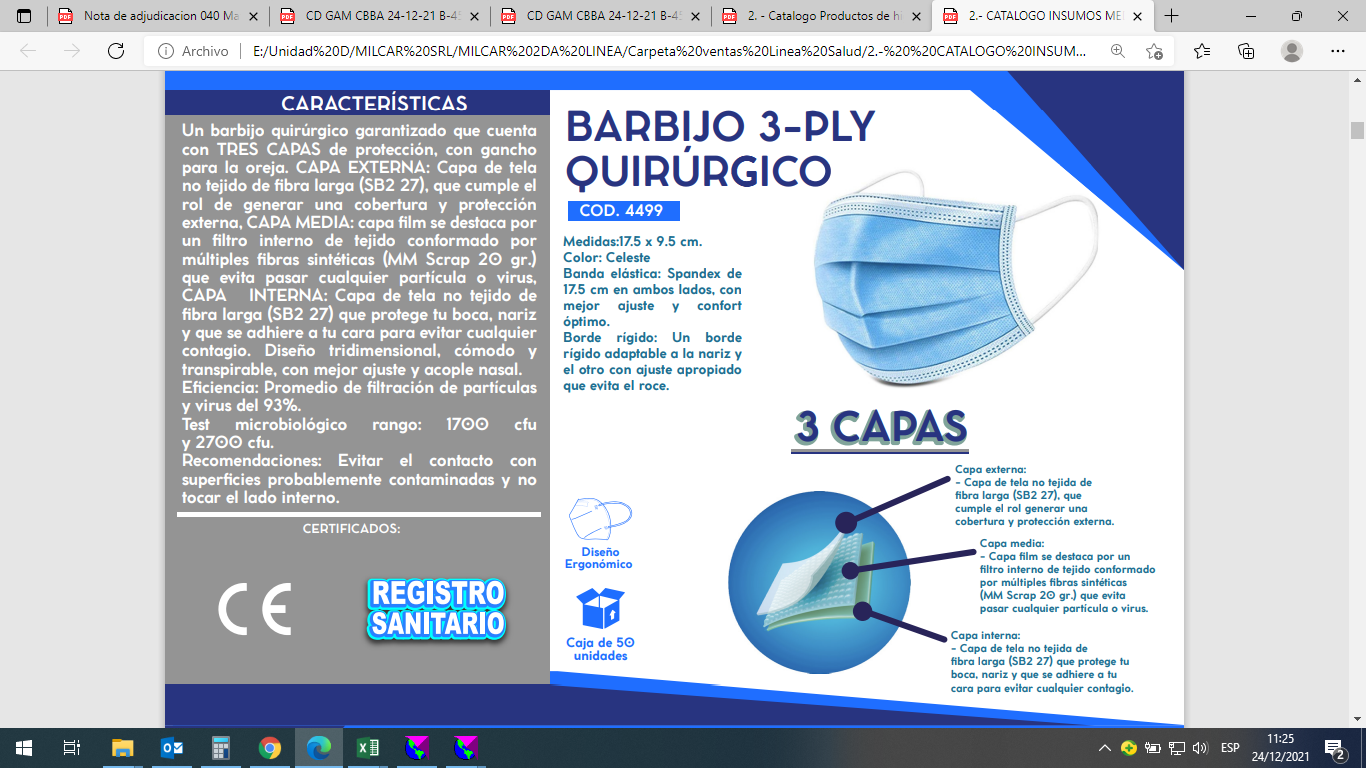 Nota de adjudicacion 040 Ma
CD GAM CBBA 24-12-21 B-45
CD GAM CBBA 24-12-21 B-45
2. - Catalogo Productos de hi
2.- CATALOGO INSUMOS ME
Archivo
E:/Unidad%20D/MILCAR%20SRL/MILCAR%202DA%20LINEA/Carpeta%20ventas%20Linea%20Salud/2.-%20%20CATALOGO%20INSUM...
CARACTERÍSTICAS
Un barbijo quirúrgico garantizado que cuenta
con TRES CAPAS de protección, con gancho
para la oreja. CAPA EXTERNA: Capa de tela
no tejido de fibra larga (SB2 27), que cumple el
rol de generar una cobertura y protección
externa, CAPA MEDIA: capa film se destaca por
un filtro interno de tejido conformado por
múltiples fibras sintéticas (MM Scrap 20 gr.)
que evita pasar cualquier partícula o virus,
CAPA INTERNA: Capa de tela no tejido de
fibra larga (SB2 27) que protege tu boca, nariz
y que se adhiere a tu cara para evitar cualquier
contagio. Diseño tridimensional, cómodo y
transpirable, con mejor ajuste y acople nasal.
Eficiencia: Promedio de filtración de partículas
y virus del 93%.
Test microbiológico rango: 1700 cfu
y 2700 cfu.
Recomendaciones: Evitar el contacto con
superficies probablemente contaminadas y no
tocar el lado interno.
CERTIFICADOS:
CE
REGISTRO
SANITARIO
BARBIJO 3-PLY
QUIRÚRGICO
COD. 4499
Medidas:17.5 x 9.5 cm.
Color: Celeste
Banda elástica: Spandex de
17.5 cm en ambos lados, con
mejor ajuste y confort
óptimo.
Borde rígido: Un borde
rígido adaptable a la nariz y
el otro con ajuste apropiado
que evita el roce.
3 CAPAS
Diseño
Ergonómico
Caja de 50
unidades
Capa externa:
- Capa de tela no tejida de
fibra larga (SB2 27), que
cumple el rol generar una
cobertura y protección externa.
Capa media:
- Capa film se destaca por un
filtro interno de tejido conformado
por múltiples fibras sintéticas
(MM Scrap 20 gr.) que evita
pasar cualquier partícula o virus.
Capa interna:
- Capa de tela no tejida de
fibra larga (SB2 27) que protege tu
boca, nariz y que se adhiere a tu
cara para evitar cualquier contagio.
ESP
11:25
24/12/2021
2